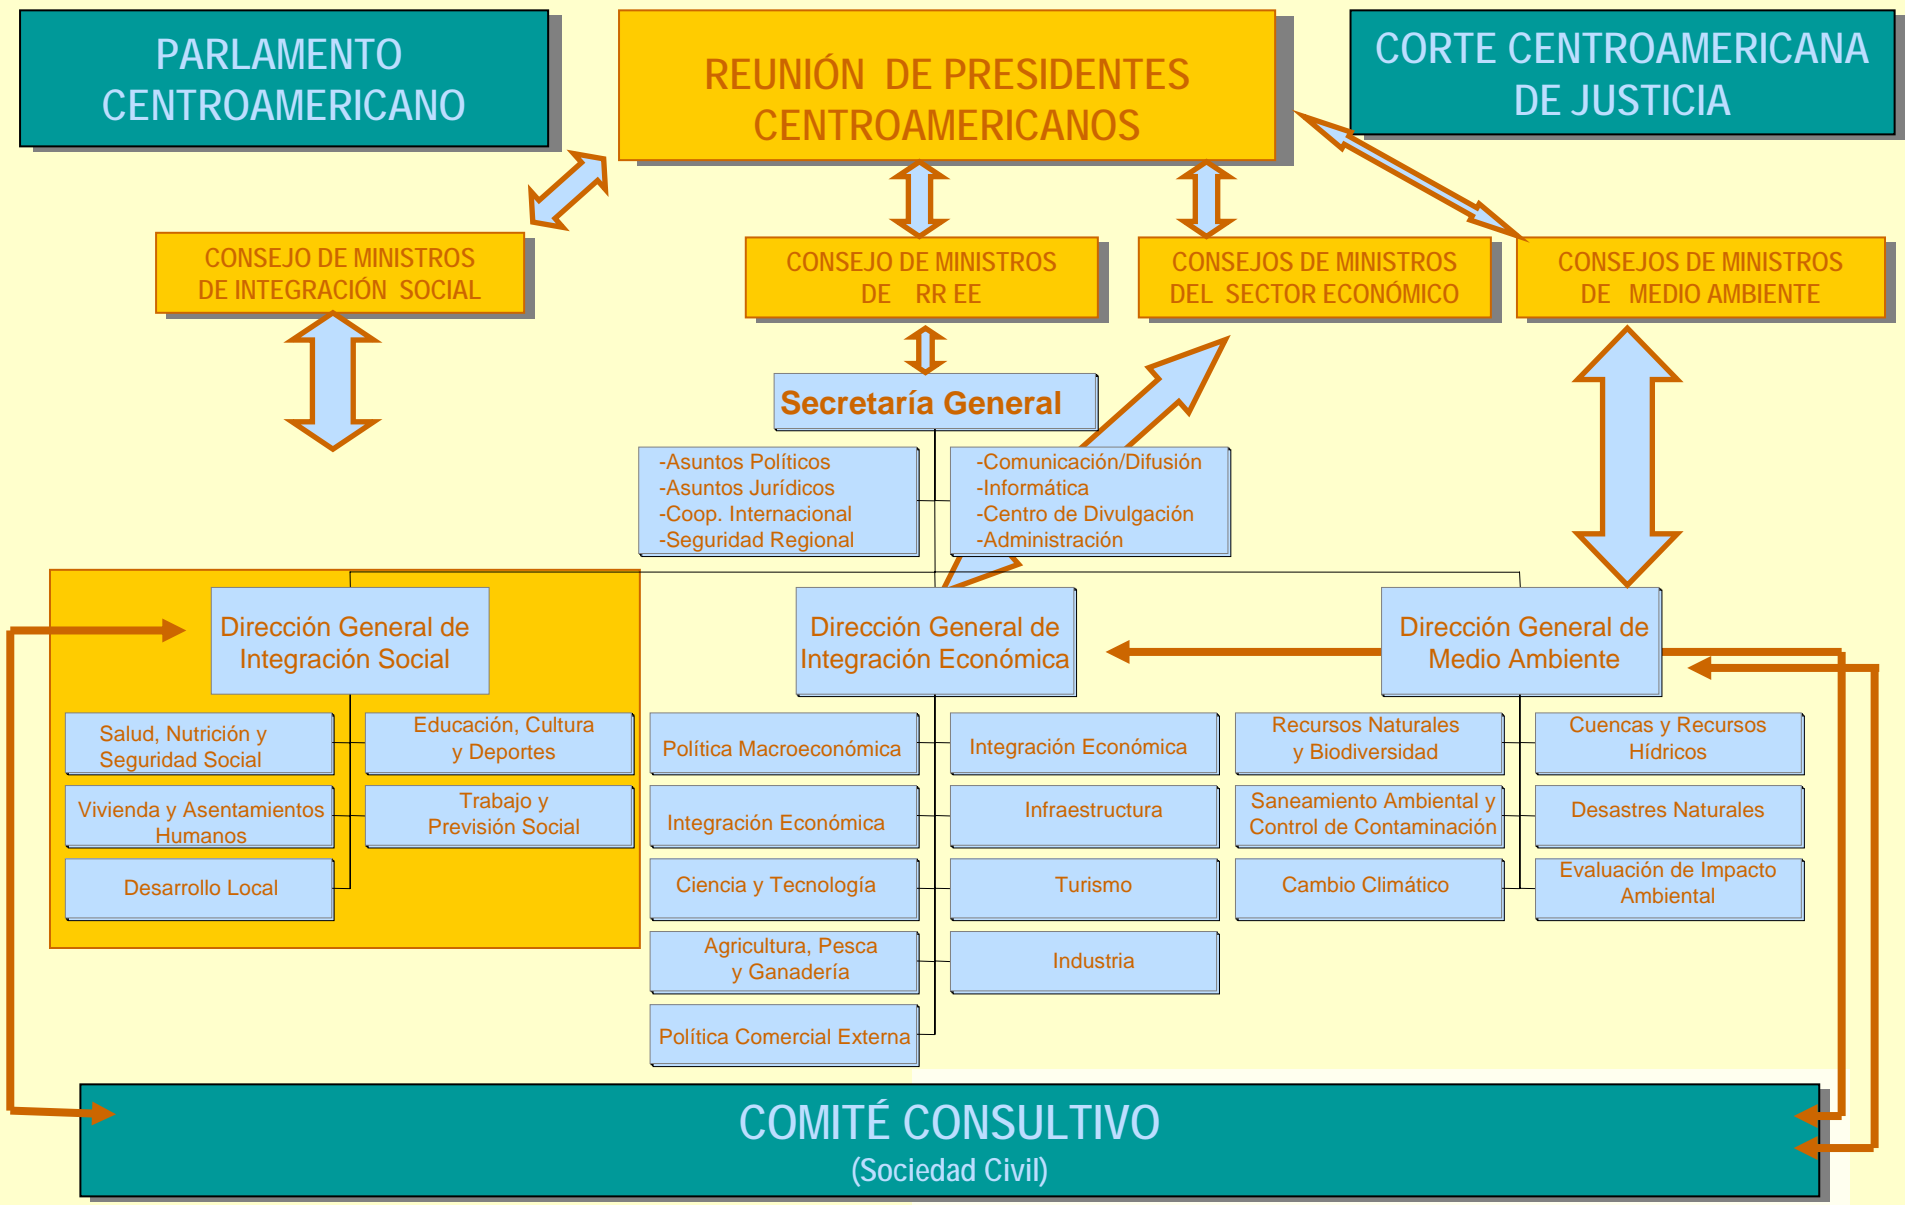 PARLAMENTO
CENTROAMERICANO
REUNIÓN DE PRESIDENTES
CENTROAMERICANOS
CORTE CENTROAMERICANA
DE JUSTICIA
CONSEJO DE MINISTROS
DE INTEGRACIÓN SOCIAL
CONSEJO DE MINISTROS
DE RR EE
CONSEJOS DE MINISTROS
DEL SECTOR ECONÓMICO
CONSEJOS DE MINISTROS
DE MEDIO AMBIENTE
Secretaría General
-Asuntos Políticos
-Asuntos Jurídicos
-Coop. Internacional
-Seguridad Regional
-Comunicación/Difusión
-Informática
-Centro de Divulgación
-Administración
Dirección General de
Integración Social
Dirección General de
Integración Económica
Dirección General de
Medio Ambiente
Salud, Nutrición y
Seguridad Social
Educación, Cultura
y Deportes
Vivienda y Asentamientos
Humanos
Trabajo y
Previsión Social
Desarrollo Local
Política Macroeconómica
Integración Económica
Integración Económica
Infraestructura
Ciencia y Tecnología
Turismo
Agricultura, Pesca
y Ganadería
Industria
Política Comercial Externa
Recursos Naturales
y Biodiversidad
Cuencas y Recursos
Hídricos
Saneamiento Ambiental y
Control de Contaminación
Desastres Naturales
Cambio Climático
Evaluación de Impacto
Ambiental
COMITÉ CONSULTIVO
(Sociedad Civil)